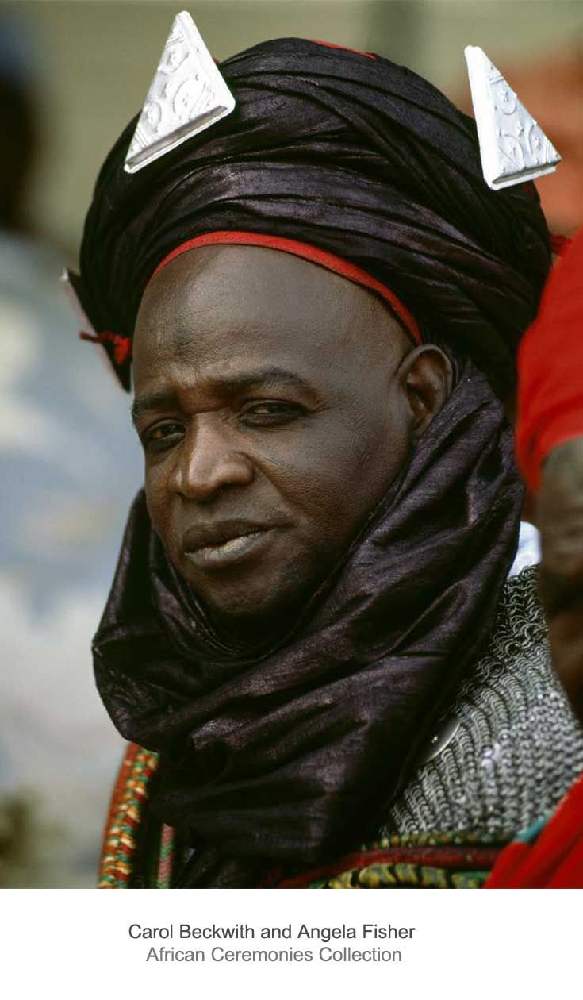 Carol Beckwith and Angela Fisher
African Ceremonies Collection